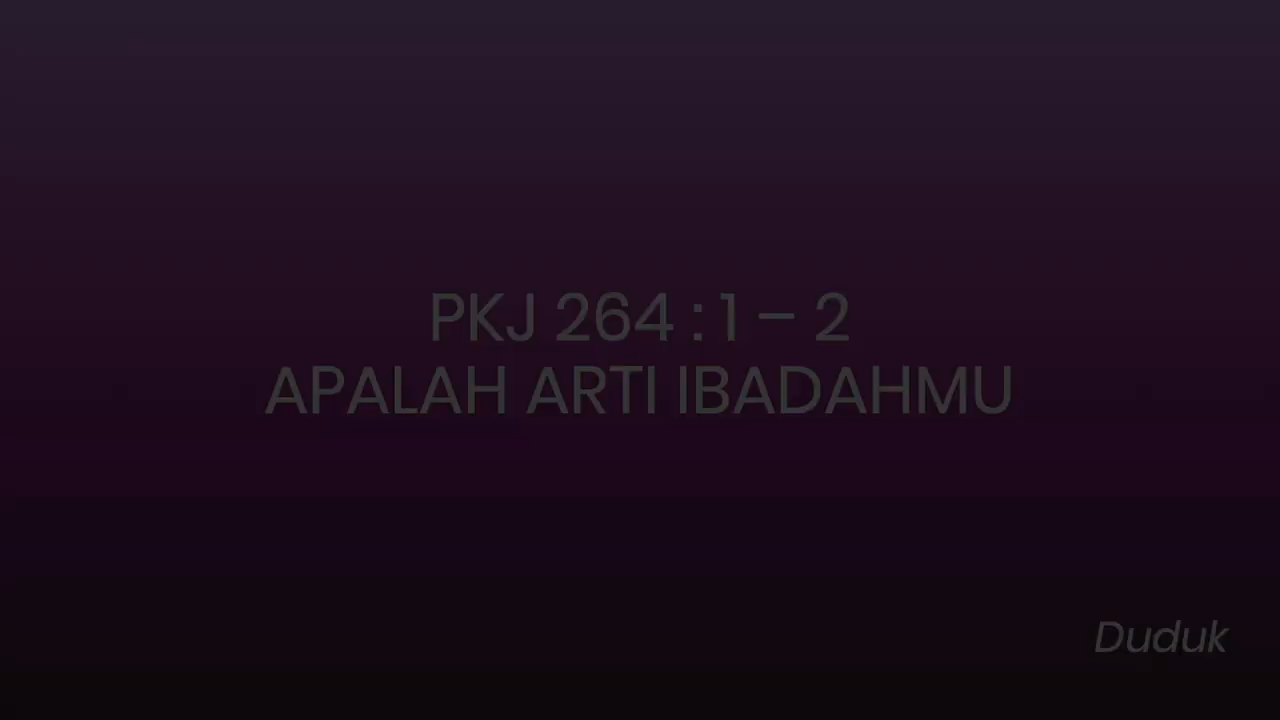 PKJ 264 : 1 – 2
APALAH ARTI IBADAHMU
Duduk